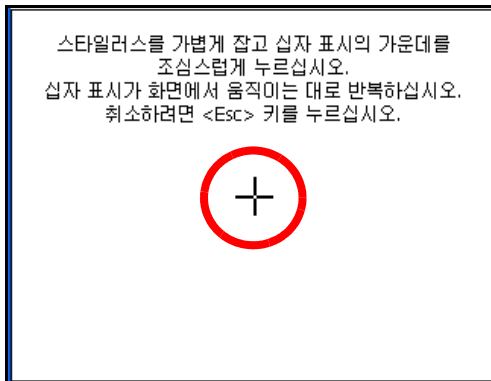 스타일러스를 가볍게 잡고 십자 표시의 가운데를
조심스럽게 누르십시오.
십자 표시가 화면에서 움직이는 대로 반복하십시오.
취소하려면 <Esc> 키를 누르십시오.